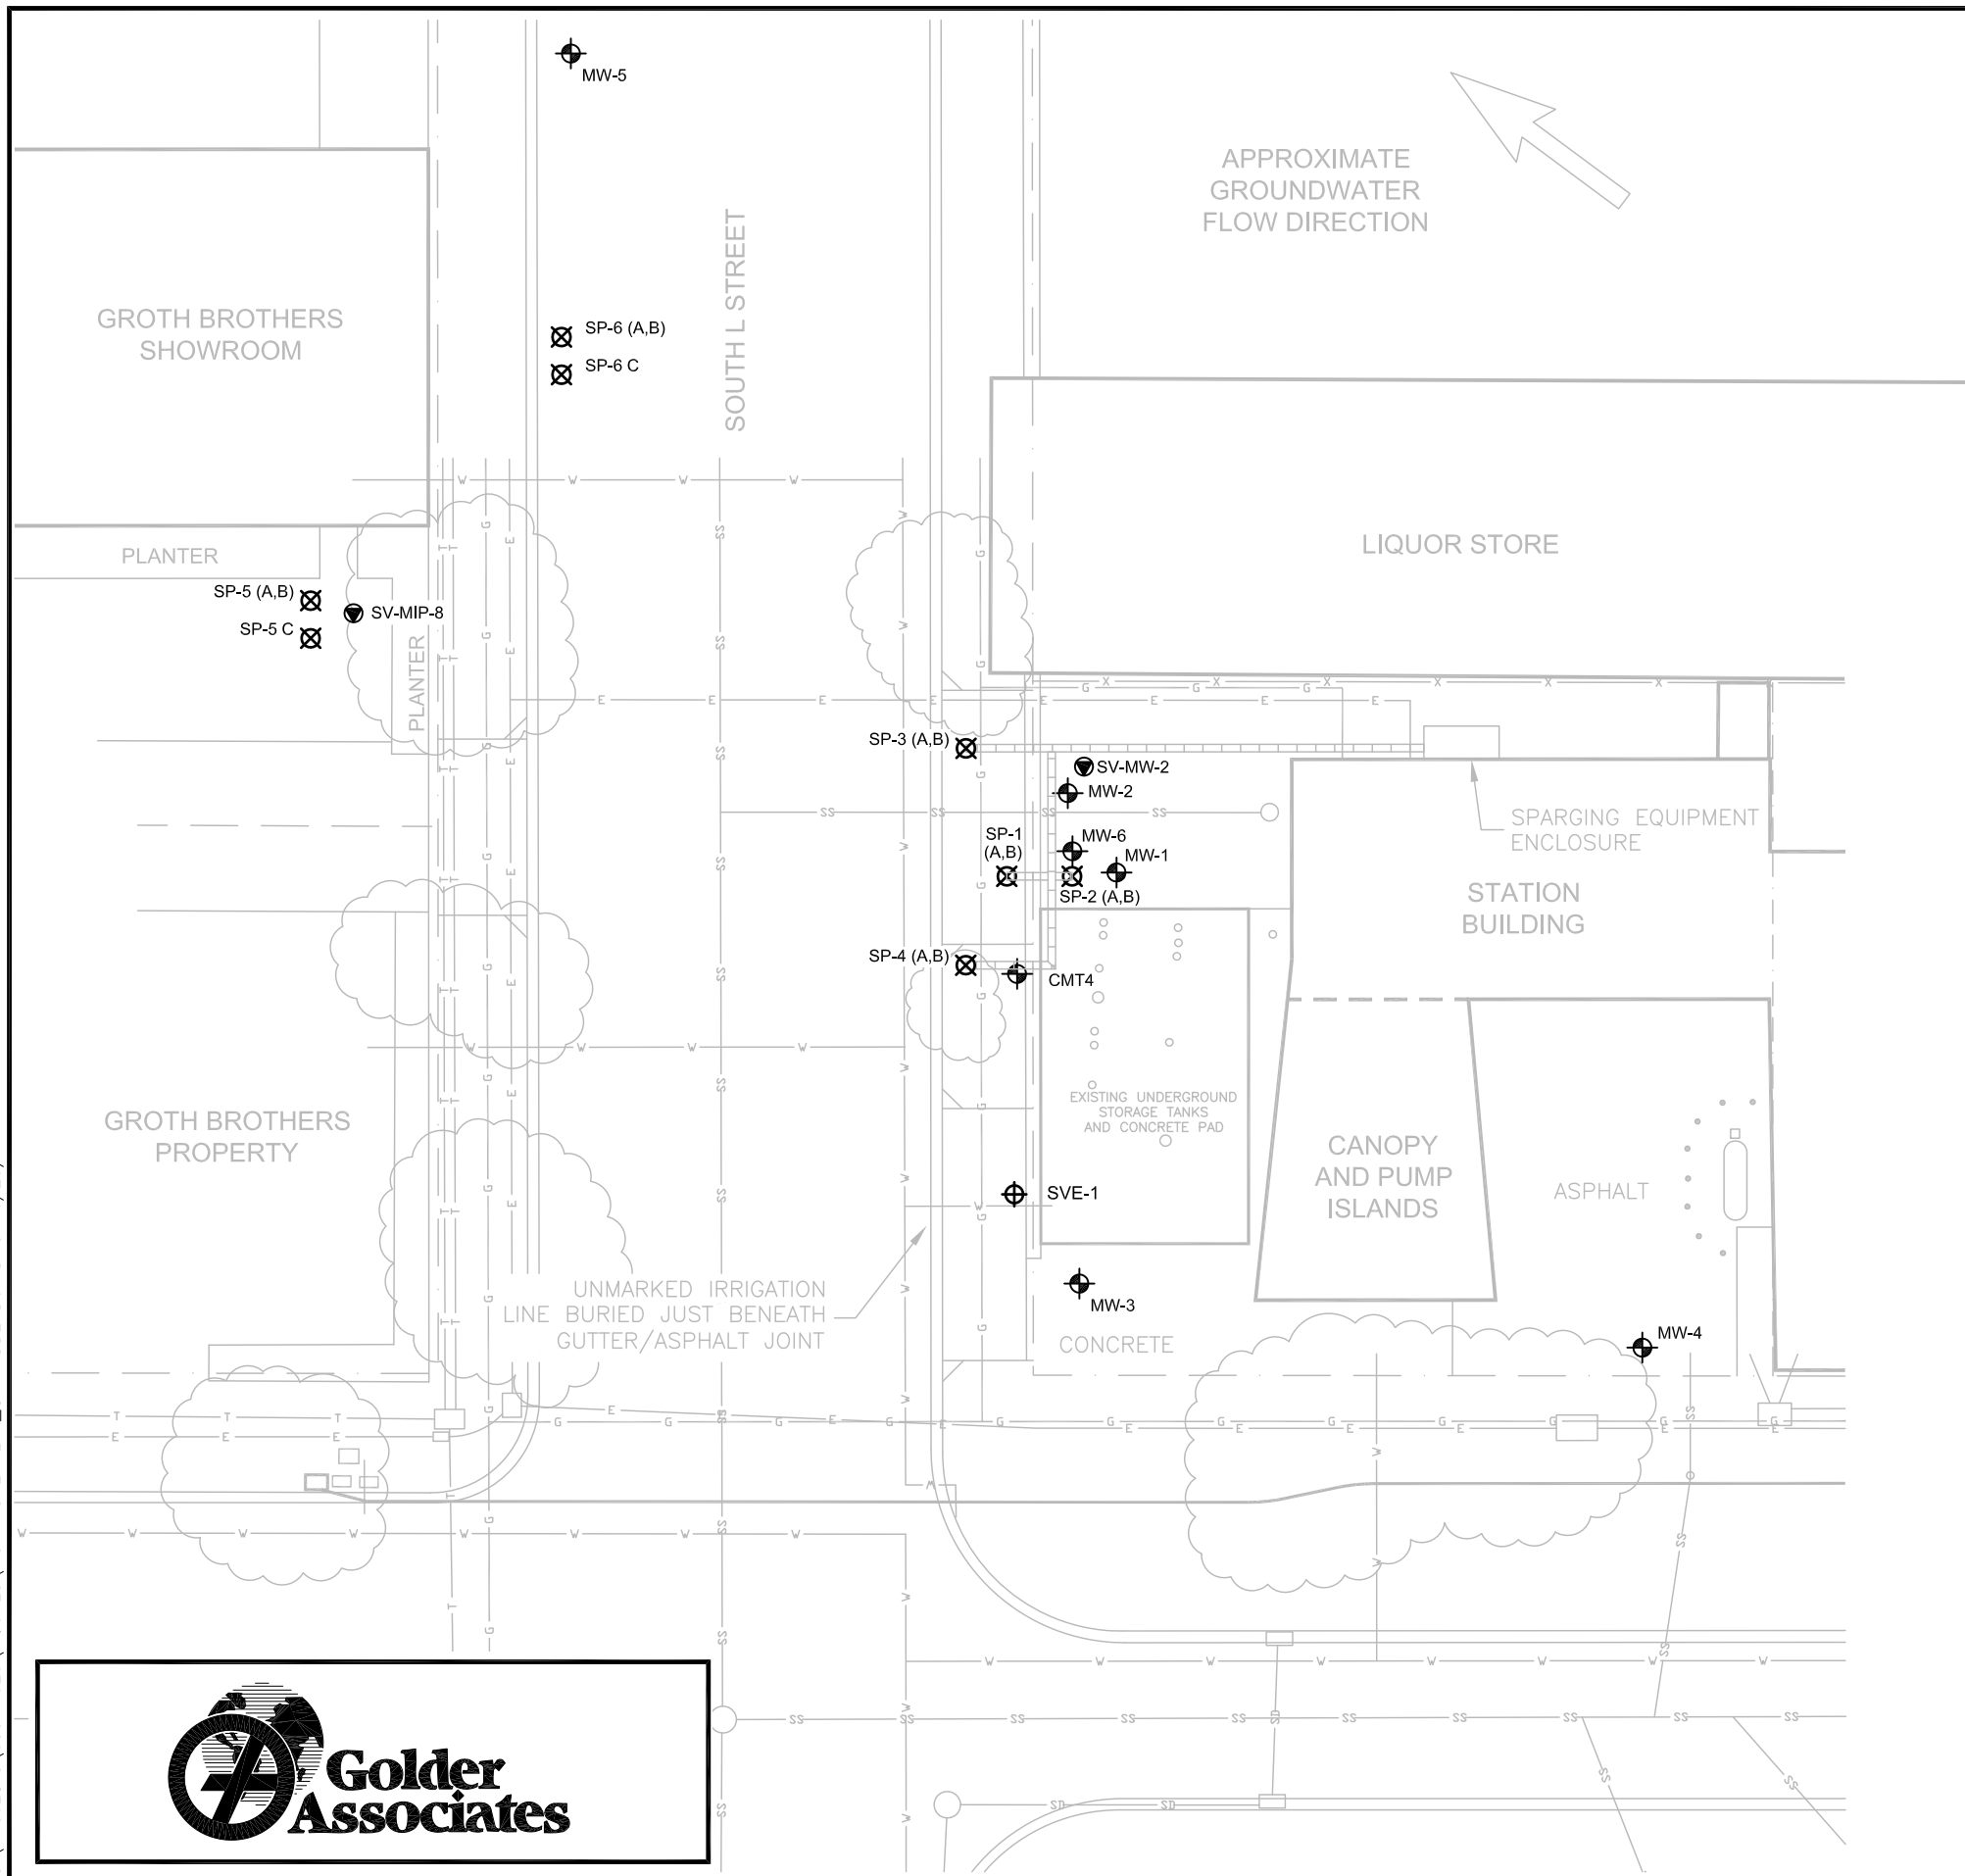 MW-5
APPROXIMATE
GROUNDWATER
FLOW DIRECTION
SOUTH L STREET
GROTH BROTHERS
SHOWROOM
SP-6 (A,B)
SP-6 C
LIQUOR STORE
PLANTER
SP-5 (A,B)
SV-MIP-8
SP-5 C
PLANTER
SP-3 (A,B)
SV-MW-2
MW-2
SPARGING EQUIPMENT
ENCLOSURE
SP-1
(A,B)
MW-6
MW-1
SP-2 (A,B)
STATION
BUILDING
SP-4 (A,B)
CMT4
EXISTING UNDERGROUND
STORAGE TANKS
AND CONCRETE PAD
GROTH BROTHERS
PROPERTY
CANOPY
AND PUMP
ISLANDS
ASPHALT
SVE-1
UNMARKED IRRIGATION
LINE BURIED JUST BENEATH
GUTTER/ASPHALT JOINT
MW-3
CONCRETE
MW-4
Golder
Associates